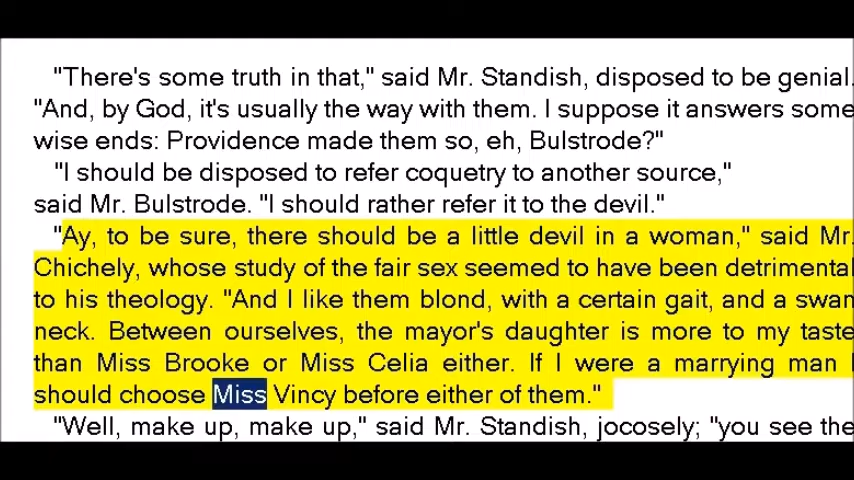 "There's some truth in that," said Mr. Standish, disposed to be genial.
"And, by God, it's usually the way with them. I suppose it answers some
wise ends: Providence made them so, eh, Bulstrode?"
"I should be disposed to refer coquetry to another source,"
said Mr. Bulstrode. "I should rather refer it to the devil."
"Ay, to be sure, there should be a little devil in a woman," said Mr.
Chichely, whose study of the fair sex seemed to have been detrimental
to his theology. "And I like them blond, with a certain gait, and a swan
neck. Between ourselves, the mayor's daughter is more to my taste
than Miss Brooke or Miss Celia either. If I were a marrying man I
should choose Miss Vincy before either of them."
"Well, make up, make up," said Mr. Standish, jocosely; "you see the